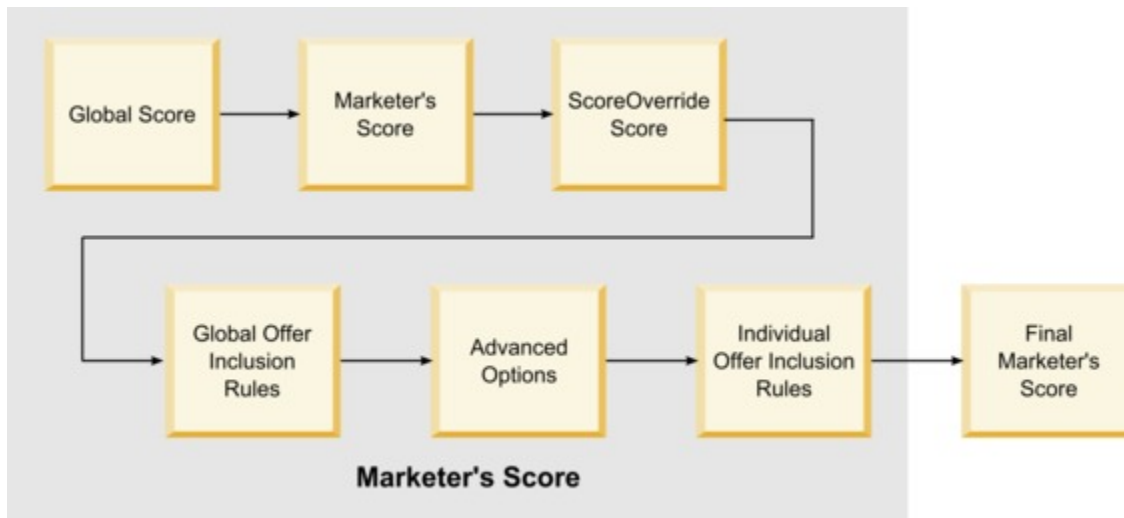 Global Score
Marketer's
Score
ScoreOverride
Score
Global Offer
Inclusion
Rules
Advanced
Options
Individual
Offer Inclusion
Rules
Final
Marketer's
Score
Marketer's Score